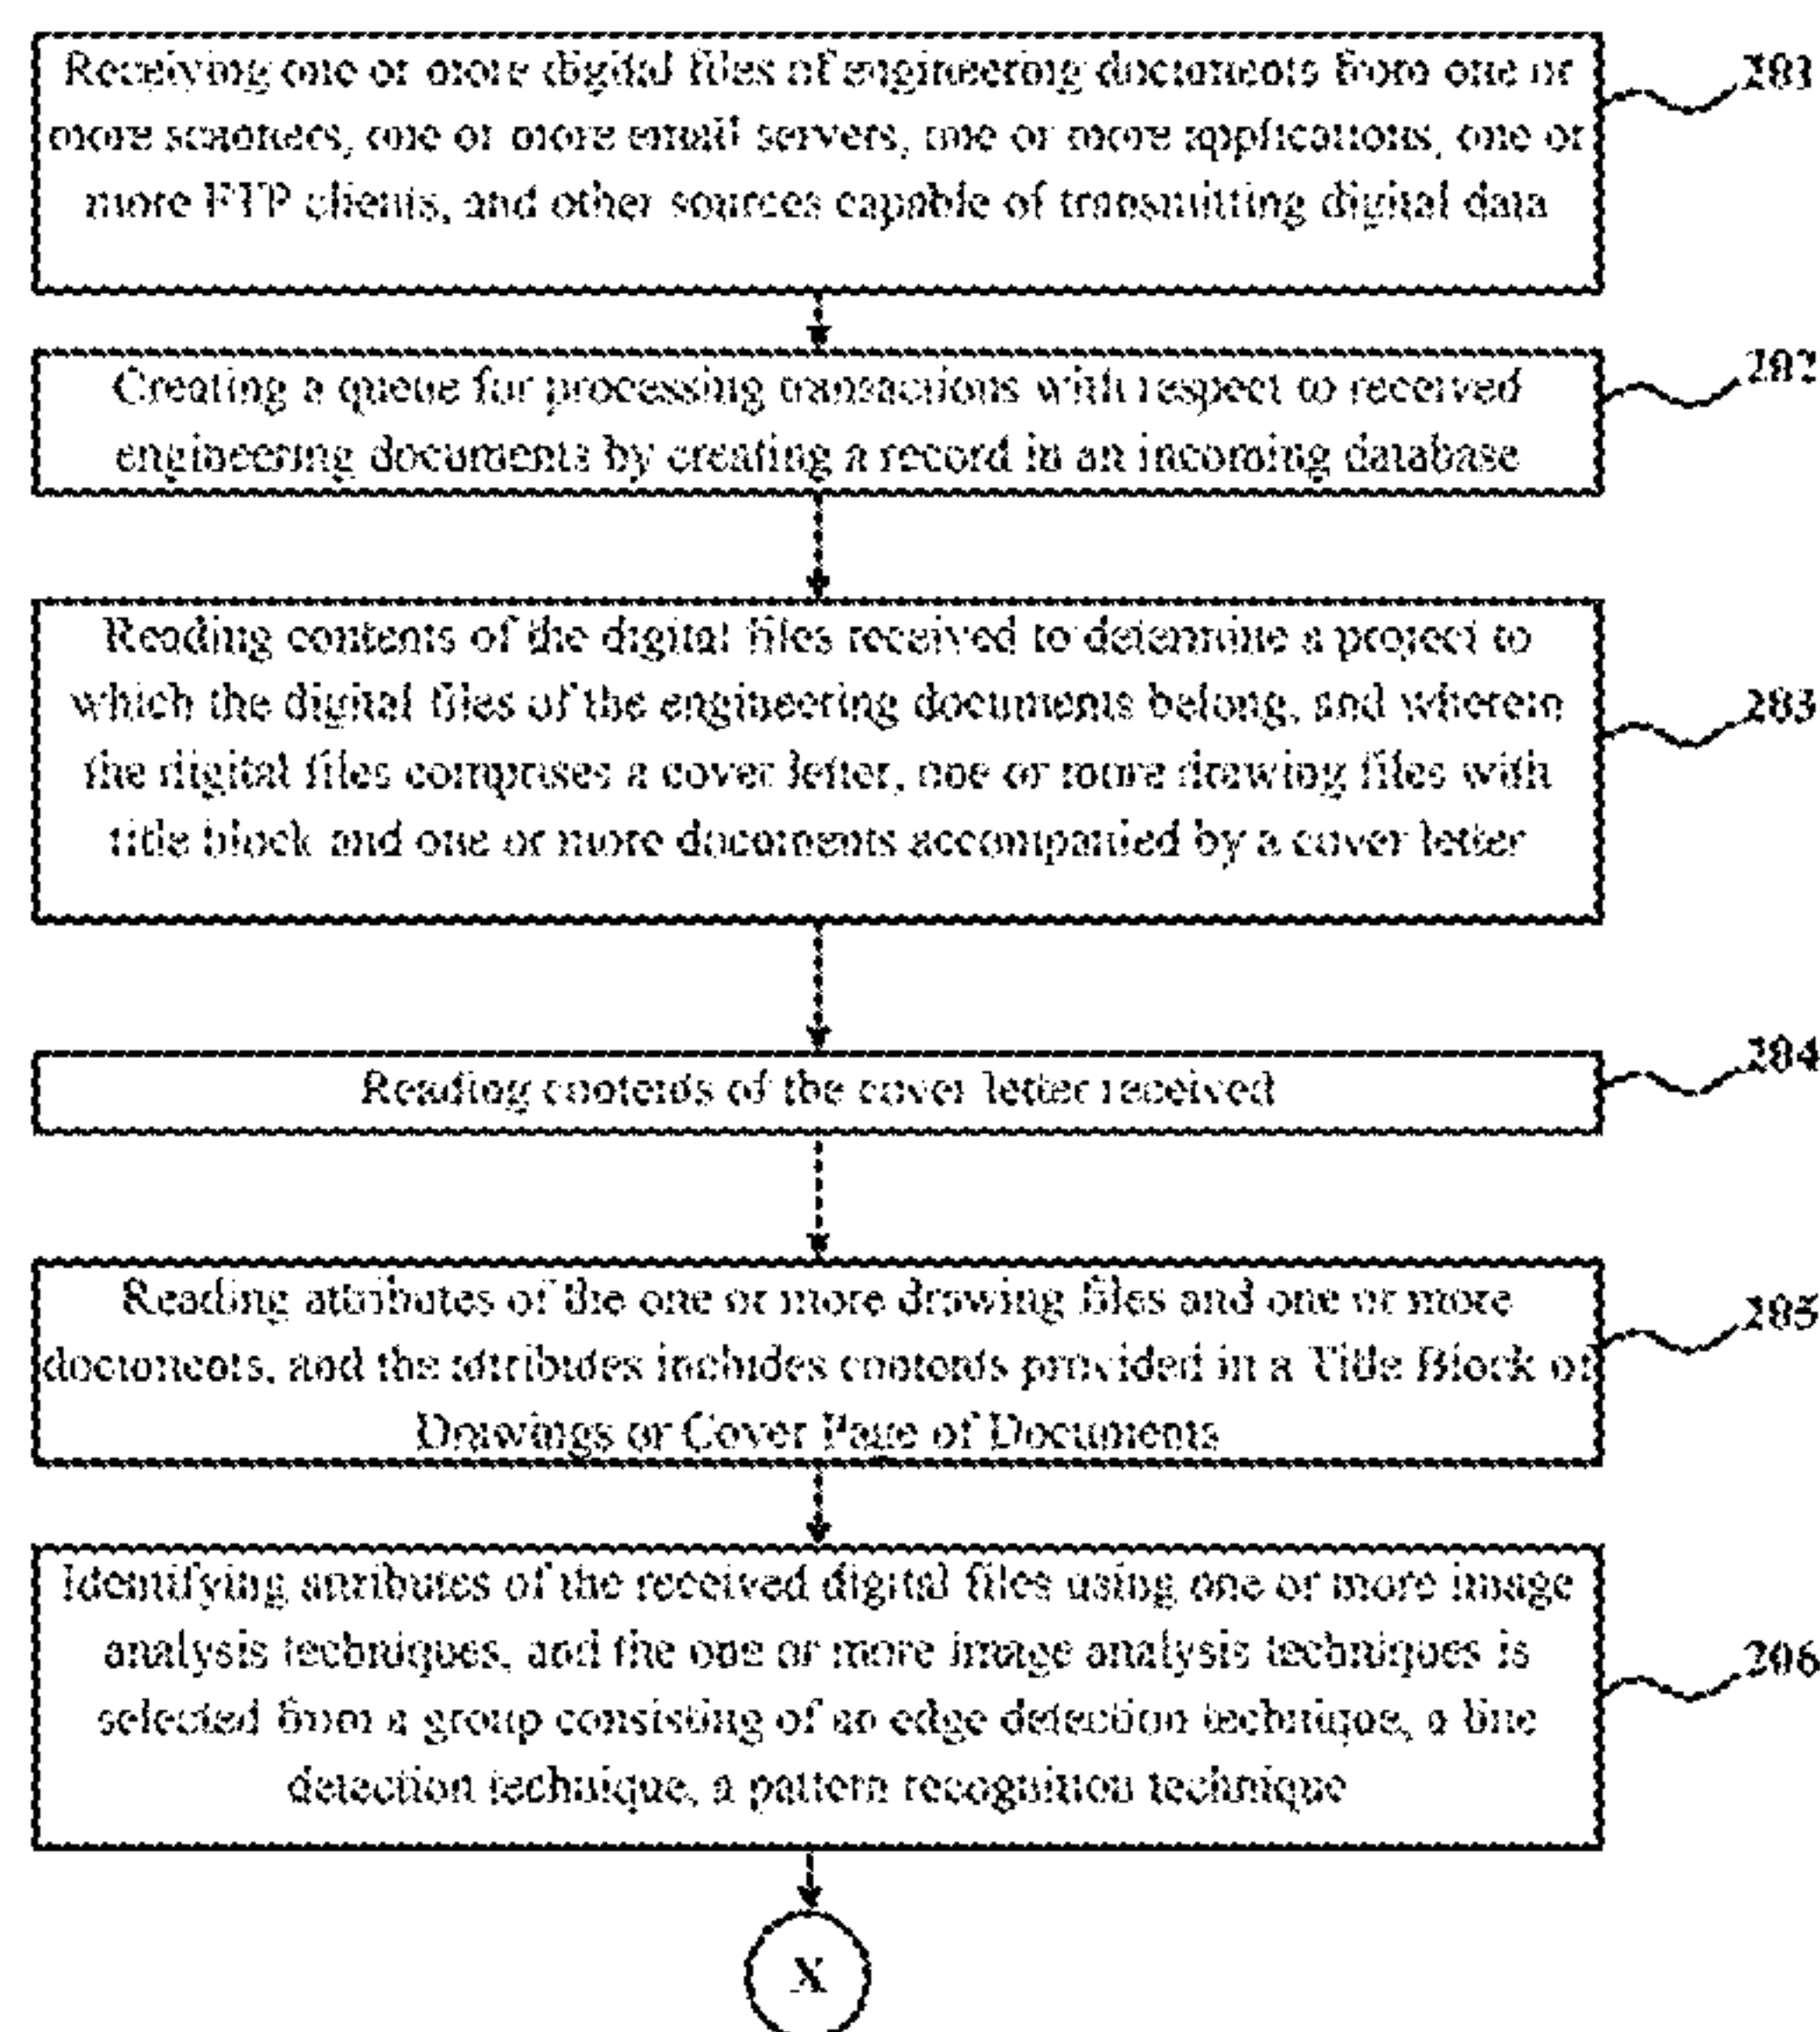 Receiving one or more digital files of engineering documents from one or
more scanners, one or more email servers, one or more applications, one or
more FTP clients, and other sources capable of transmitting digital data
201
Creating a queue for processing transactions with respect to received
engineering documents by creating a record in an incoming database
202
Reading contents of the digital files received to determine a project to
which the digital files of the engineering documents belong, and wherein
the digital files comprises a cover letter, one or more drawing files with
title block and one or more documents accompanied by a cover letter
203
Reading contents of the cover letter received
204
Reading attributes of the one or more drawing files and one or more
documents, and the attributes includes contents provided in a Title Block of
Drawings or Cover Page of Documents
205
Identifying attributes of the received digital files using one or more image
analysis techniques, and the one or more image analysis techniques is
selected from a group consisting of an edge detection technique, a line
detection technique, a pattern recognition technique
206
X